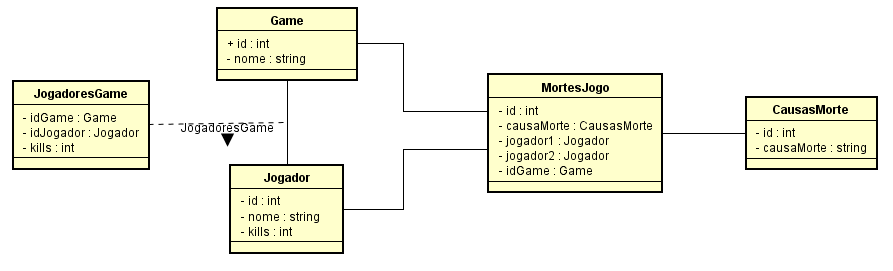 Game
+ id : int
- nome : string
JogadoresGame
- idGame : Game
- idJogador : Jogador
- kills : int
JogadoresGame
Jogador
- id : int
- nome : string
- kills : int
MortesJogo
- id : int
- causaMorte : CausasMorte
- jogador1 : Jogador
- jogador2 : Jogador
- idGame : Game
CausasMorte
- id : int
- causaMorte : string